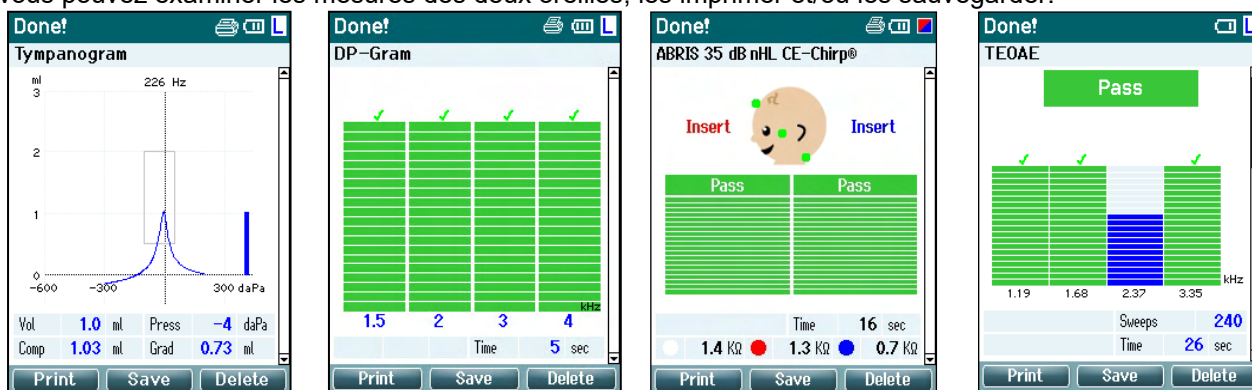 vous pouvez examiner les mesures des deux oreilles, les imprimer et/ou les sauvegarder.
Done!
L
Tympanogram
ml
226 Hz
3
2
1
0
-600
-300
0
300 daPa
Vol 1.0 ml Press -4 daPa
Comp 1.03 ml Grad 0.73 ml
Print Save Delete
Done!
L
DP-Gram
kHz
1.5 2 3 4
Time 5 sec
Print Save Delete
Done!
ABRIS 35 dB nHL CE-Chirp®
Insert Insert
Pass Pass
Time 16 sec
1.4 KΩ 1.3 KΩ 0.7 KΩ
Print Save Delete
Done!
L
TEOAE
Pass
kHz
1.19 1.68 2.37 3.35
Sweeps 240
Time 26 sec
Print Save Delete